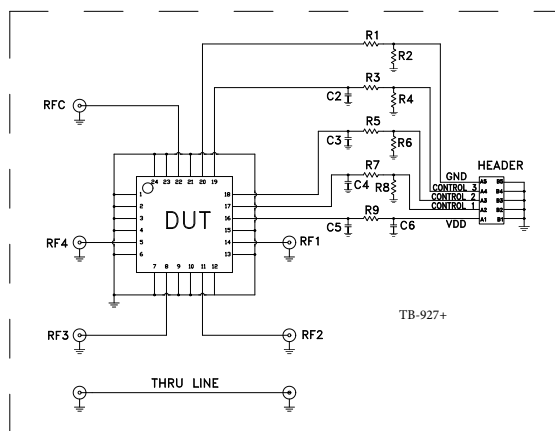 R1
R2
R3
C2
R4
RFC
R5
C3
R6
R7
C4
R8
HEADER
GND
A5 B5
CONTROL 3
A4 B4
CONTROL 2
A3 B3
CONTROL 1
A2 B2
VDD
A1 B1
R9
C5
C6
24 23 22 21 20 19
1
2
3
4
5
6
18
17
16
15
14
13
DUT
7 8 9 10 11 12
RF4
RF1
RF3
RF2
TB-927+
THRU LINE